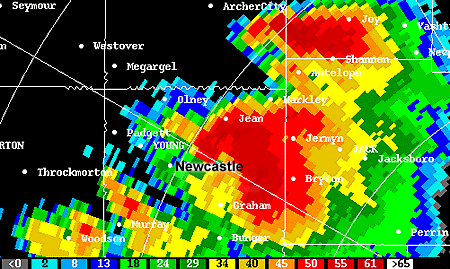 Seymour
ArcherCity
Joy
Westover
Megargel
Shannon
Antelope
Olney
Markley
Jean
Padgett
YOUNG
Jermyn
JACK
Jacksboro
Newcastle
Throckmorton
Bryson
Graham
Murray
Woodson
Bunger
Perrin
<0 2 8 13 18 24 29 34 40 45 50 55 61 >65